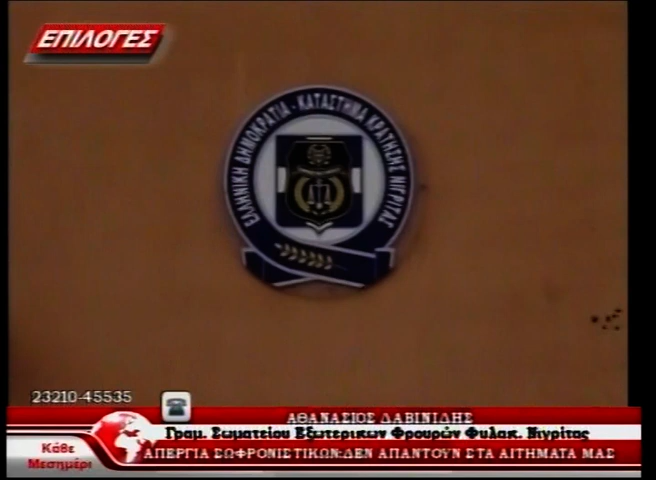 ΕΠΙΛΟΓΕΣ
ΕΛΛΗΝΙΚΗ ΔΗΜΟΚΡΑΤΙΑ - ΚΑΤΑΣΤΗΜΑ ΚΡΑΤΗΣΗΣ ΝΙΓΡΙΤΑΣ
23210-45535
ΑΘΑΝΑΣΙΟΣ ΔΑΒΙΝΙΔΗΣ
Γραμ. Σωματείου Εξωτερικων Φρουρών Φυλακ. Νιγρίτας
Κάθε
Μεσημέρι
ΑΠΕΡΓΙΑ ΣΩΦΡΟΝΙΣΤΙΚΩΝ:ΔΕΝ ΑΠΑΝΤΟΥΝ ΣΤΑ ΑΙΤΗΜΑΤΑ ΜΑΣ